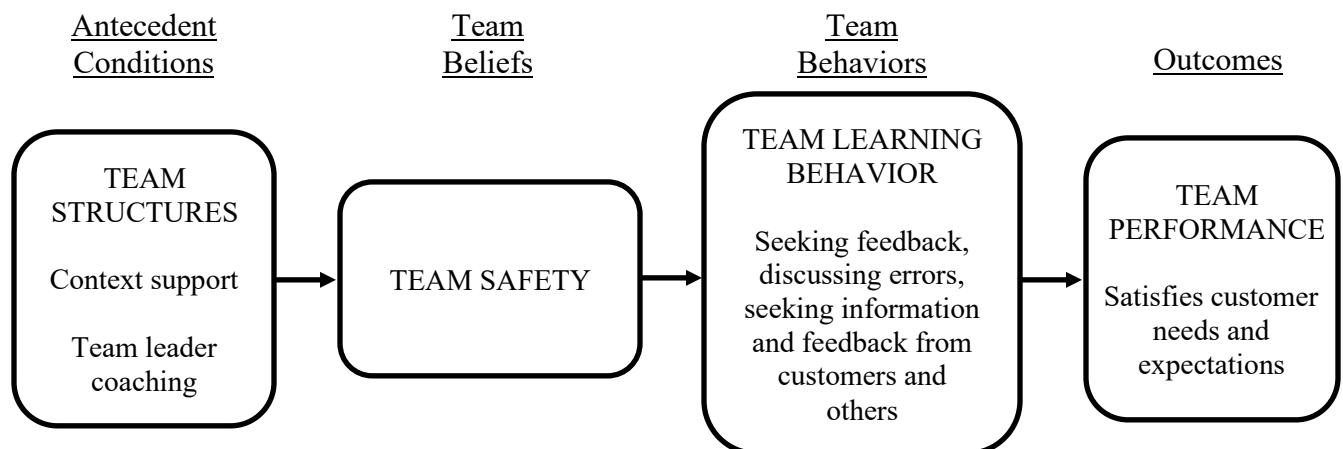 Antecedent
Conditions
Team
Beliefs
Team
Behaviors
Outcomes
TEAM
STRUCTURES
Context support
Team leader
coaching
TEAM SAFETY
TEAM LEARNING
BEHAVIOR
Seeking feedback,
discussing errors,
seeking information
and feedback from
customers and
others
TEAM
PERFORMANCE
Satisfies customer
needs and
expectations